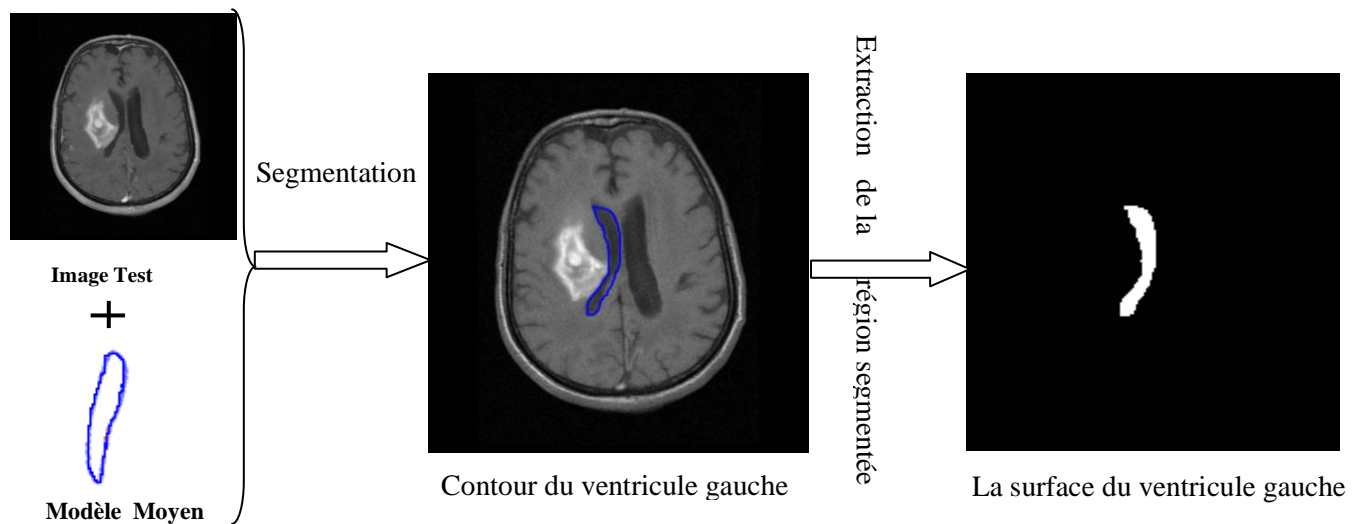 Image Test
+
Modèle Moyen
Segmentation
Contour du ventricule gauche
Extraction de la région segmentée
La surface du ventricule gauche